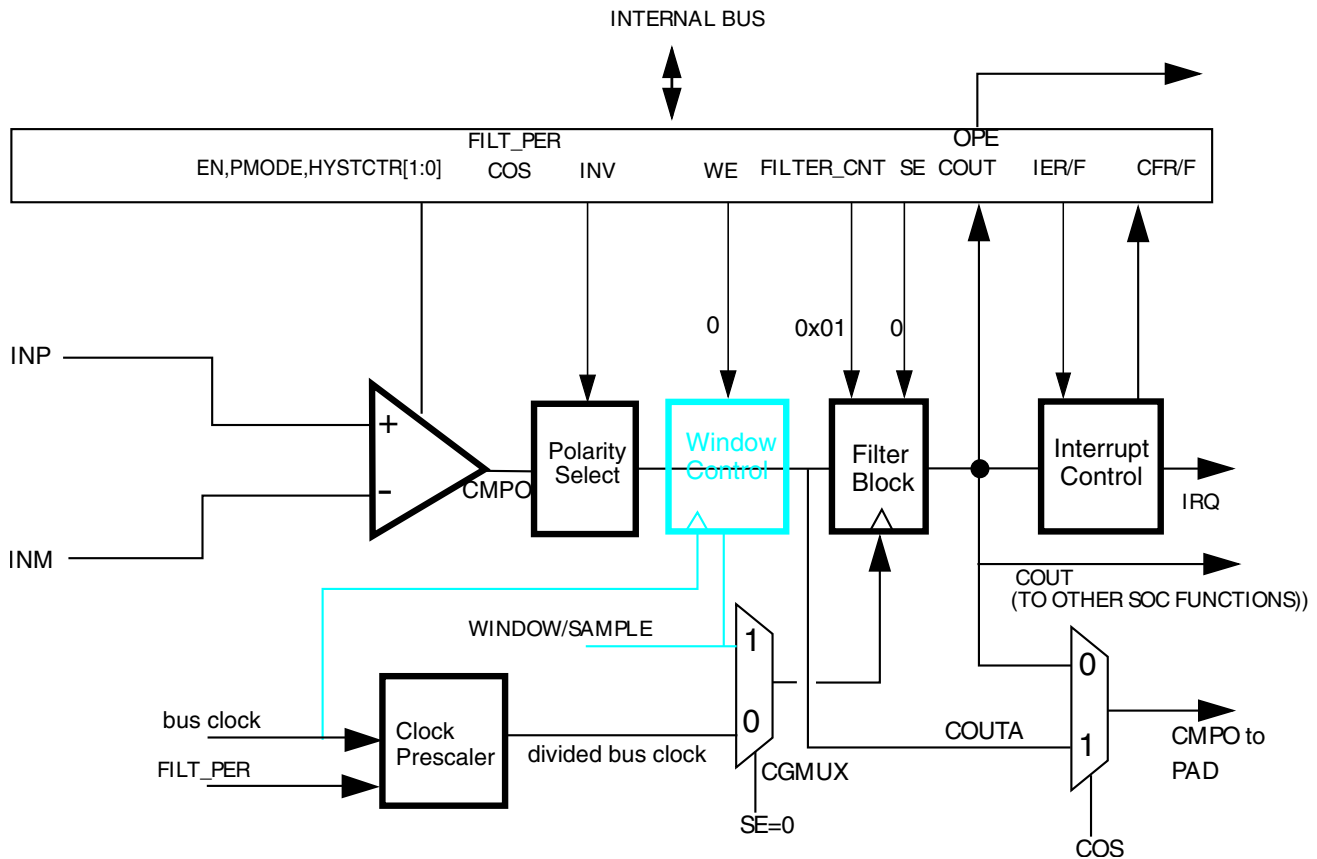 INTERNAL BUS
FILT_PER
OPE
EN,PMODE,HYSTCTR[1:0]
COS
INV
WE
FILTER_CNT
SE
COUT
IER/F
CFR/F
0
0x01
0
INP
+
-
INM
CMPO
Polarity
Select
Window
Control
Filter
Block
Interrupt
Control
IRQ
COUT
(TO OTHER SOC FUNCTIONS))
WINDOW/SAMPLE
1
0
0
1
bus clock
FILT_PER
Clock
Prescaler
divided bus clock
CGMUX
SE=0
COUTA
CMPO to
PAD
COS